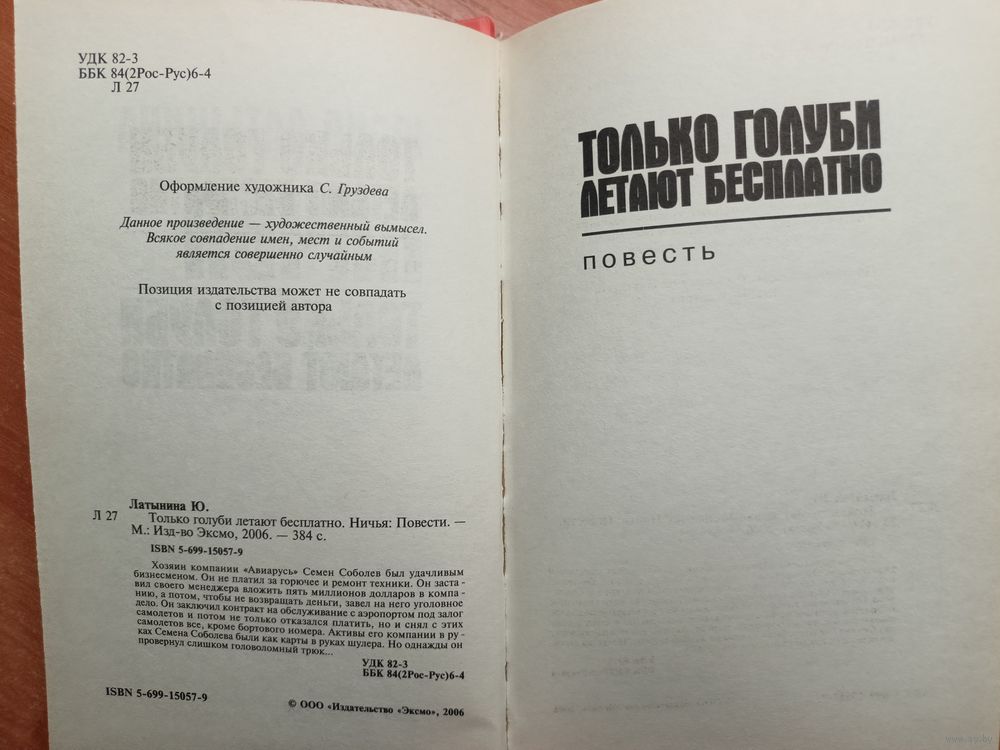 УДК 82-3
ББК 84(2Рос-Рус)6-4
Л 27
Оформление художника С. Груздева
Данное произведение — художественный вымысел.
Всякое совпадение имен, мест и событий
является совершенно случайным
Позиция издательства может не совпадать
с позицией автора
Латынина Ю.
Л 27 Только голуби летают бесплатно. Ничья: Повести. —
М.: Изд-во Эксмо, 2006. — 384 с.
ISBN 5-699-15057-9
Хозяин компании «Авиарусь» Семен Соболев был удачливым
бизнесменом. Он не платил за горючее и ремонт техники. Он заста-
вил своего менеджера вложить пять миллионов долларов в компа-
нию, а потом, чтобы не возвращать деньги, завел на него уголовное
дело. Он заключил контракт на обслуживание с аэропортом под залог
самолетов и потом не только отказался платить, но и снял с этих
самолетов все, кроме бортового номера. Активы его компании в ру-
ках Семена Соболева были как карты в руках шулера. Но однажды он
провернул слишком головоломный трюк...
УДК 82-3
ББК 84(2Рос-Рус)6-4
ISBN 5-699-15057-9
© ООО «Издательство «Эксмо», 2006
ТОЛЬКО ГОЛУБИ
ЛЕТАЮТ БЕСПЛАТНО
повесть